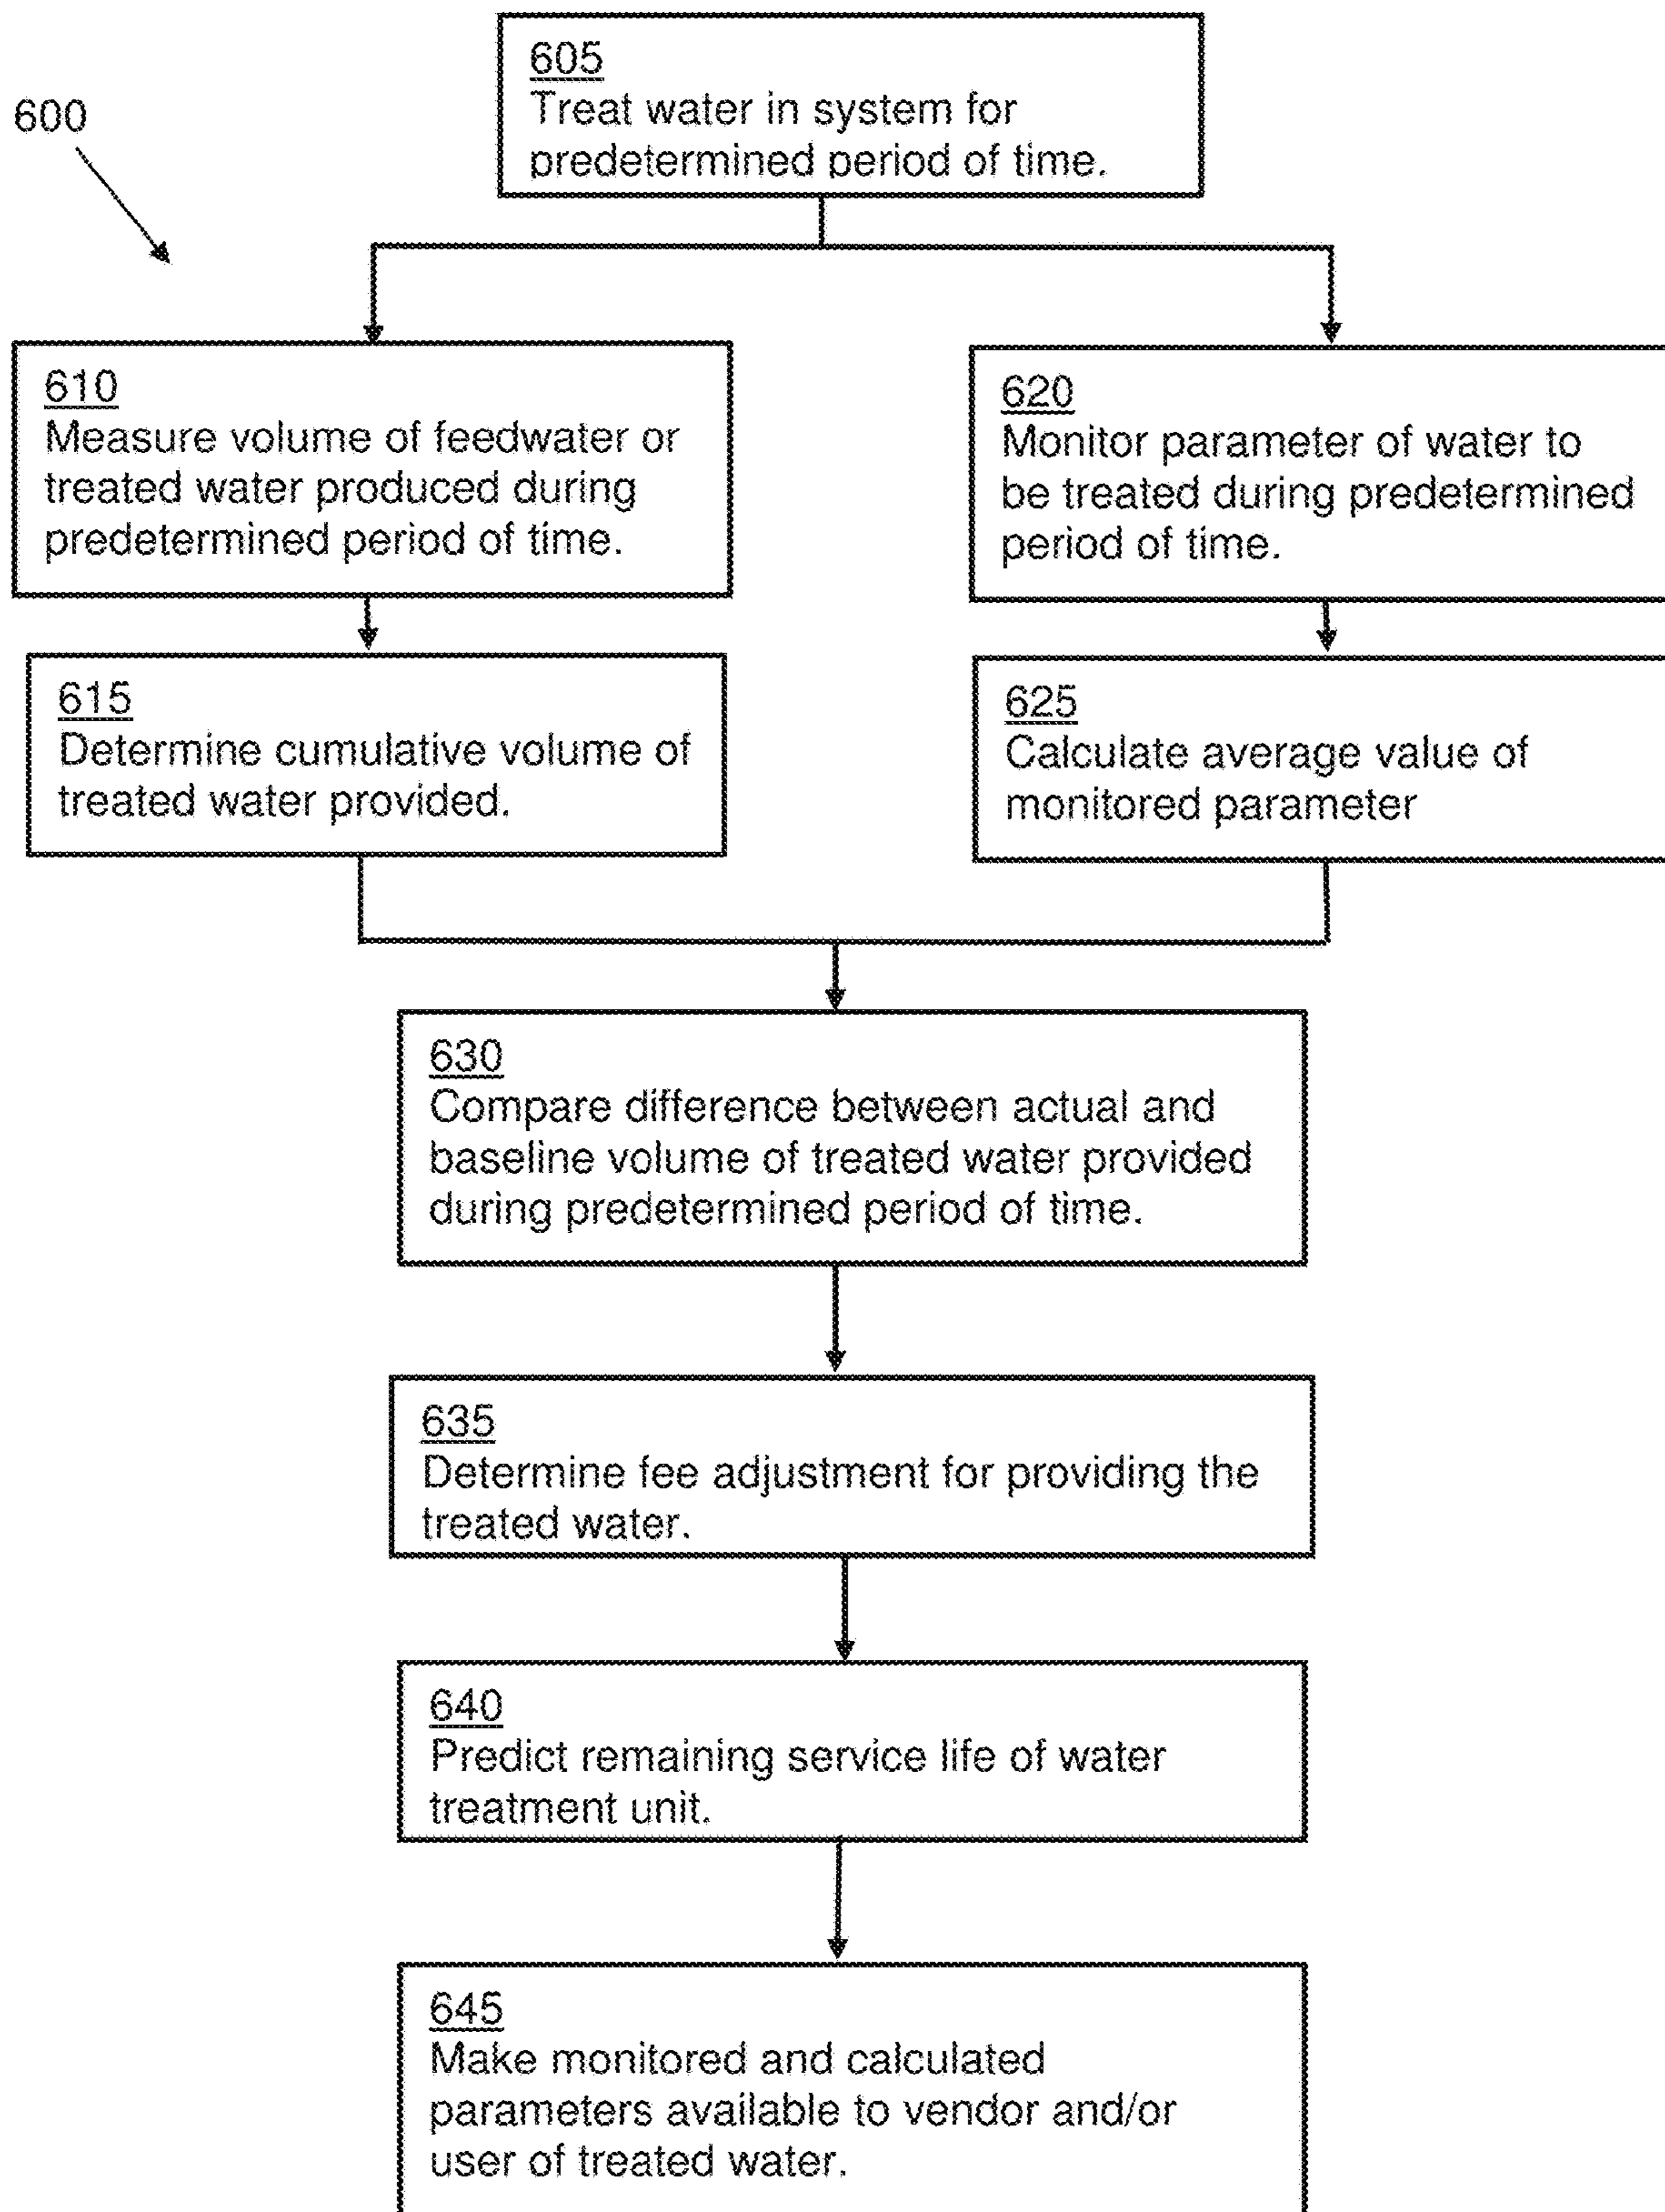 605
Treat water in system for
predetermined period of time.
600
610
Measure volume of feedwater or
treated water produced during
predetermined period of time.
620
Monitor parameter of water to
be treated during predetermined
period of time.
615
Determine cumulative volume of
treated water provided.
625
Calculate average value of
monitored parameter
630
Compare difference between actual and
baseline volume of treated water provided
during predetermined period of time.
635
Determine fee adjustment for providing the
treated water.
640
Predict remaining service life of water
treatment unit.
645
Make monitored and calculated
parameters available to vendor and/or
user of treated water.